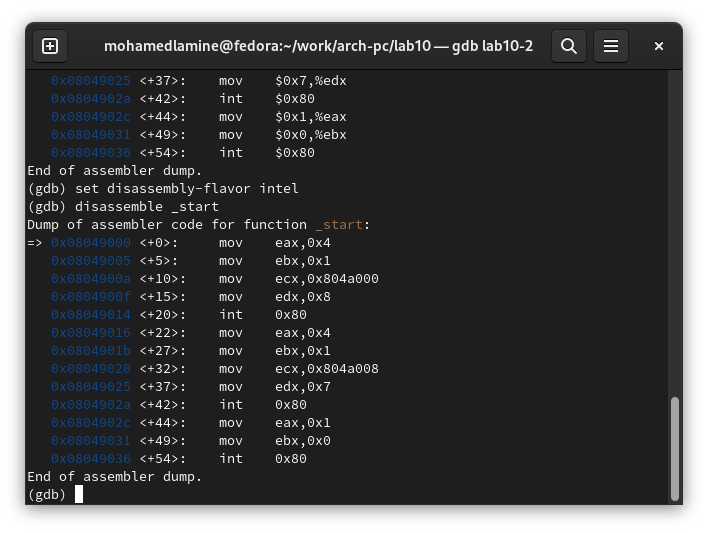 mohamedlamine@fedora:~/work/arch-pc/lab10 — gdb lab10-2
0x08049025 <+37>: mov $0x7,%edx
0x0804902a <+42>: int $0x80
0x0804902c <+44>: mov $0x1,%eax
0x08049031 <+49>: mov $0x0,%ebx
0x08049036 <+54>: int $0x80
End of assembler dump.
(gdb) set disassembly-flavor intel
(gdb) disassemble _start
Dump of assembler code for function _start:
=> 0x08049000 <+0>: mov eax,0x4
0x08049005 <+5>: mov ebx,0x1
0x0804900a <+10>: mov ecx,0x804a000
0x0804900f <+15>: mov edx,0x8
0x08049014 <+20>: int 0x80
0x08049016 <+22>: mov eax,0x4
0x0804901b <+27>: mov ebx,0x1
0x08049020 <+32>: mov ecx,0x804a008
0x08049025 <+37>: mov edx,0x7
0x0804902a <+42>: int 0x80
0x0804902c <+44>: mov eax,0x1
0x08049031 <+49>: mov ebx,0x0
0x08049036 <+54>: int 0x80
End of assembler dump.
(gdb)